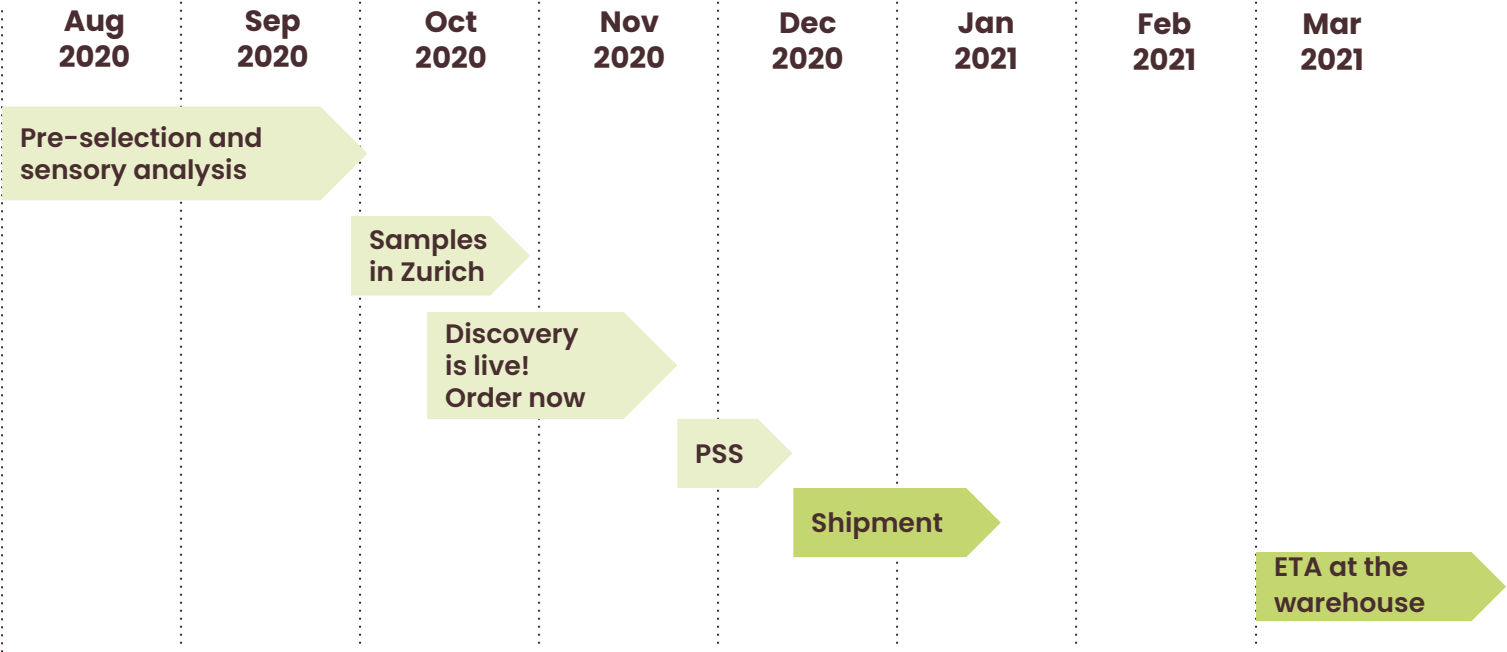 Aug
2020
Sep
2020
Oct
2020
Nov
2020
Dec
2020
Jan
2021
Feb
2021
Mar
2021
Pre-selection and
sensory analysis
Samples
in Zurich
Discovery
is live!
Order now
PSS
Shipment
ETA at the
warehouse